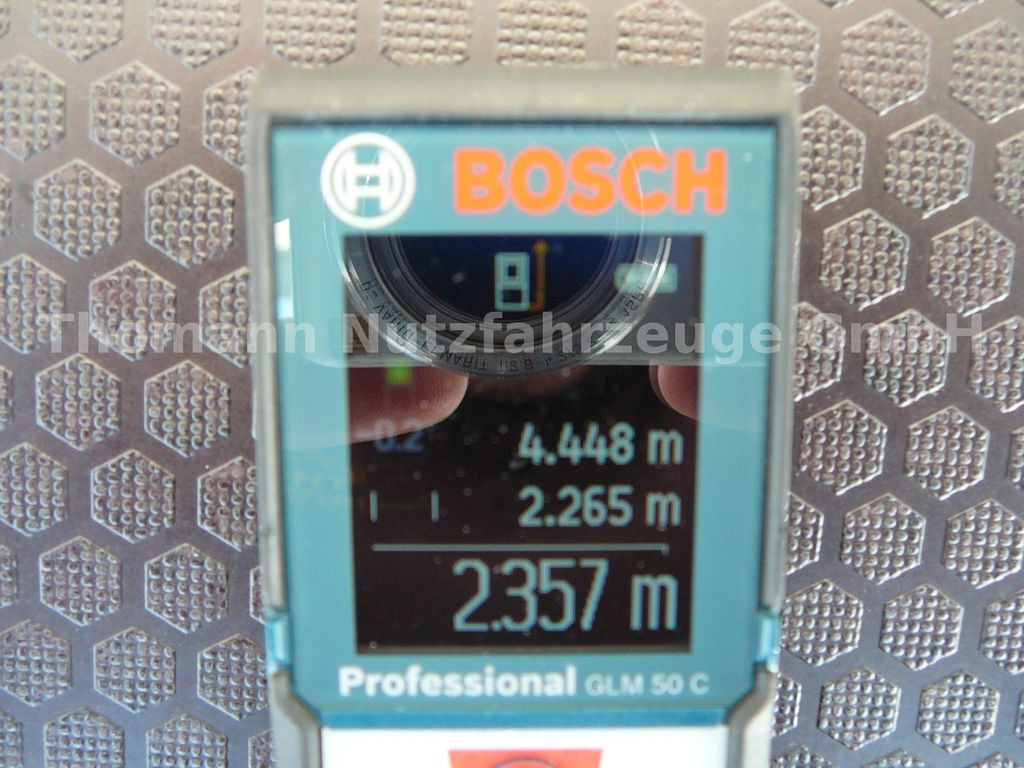 BOSCH
Thomann Nutzfahrzeuge GmbH
0.2°
4.448 m
2.265 m
2.357 m
Professional GLM 50 C